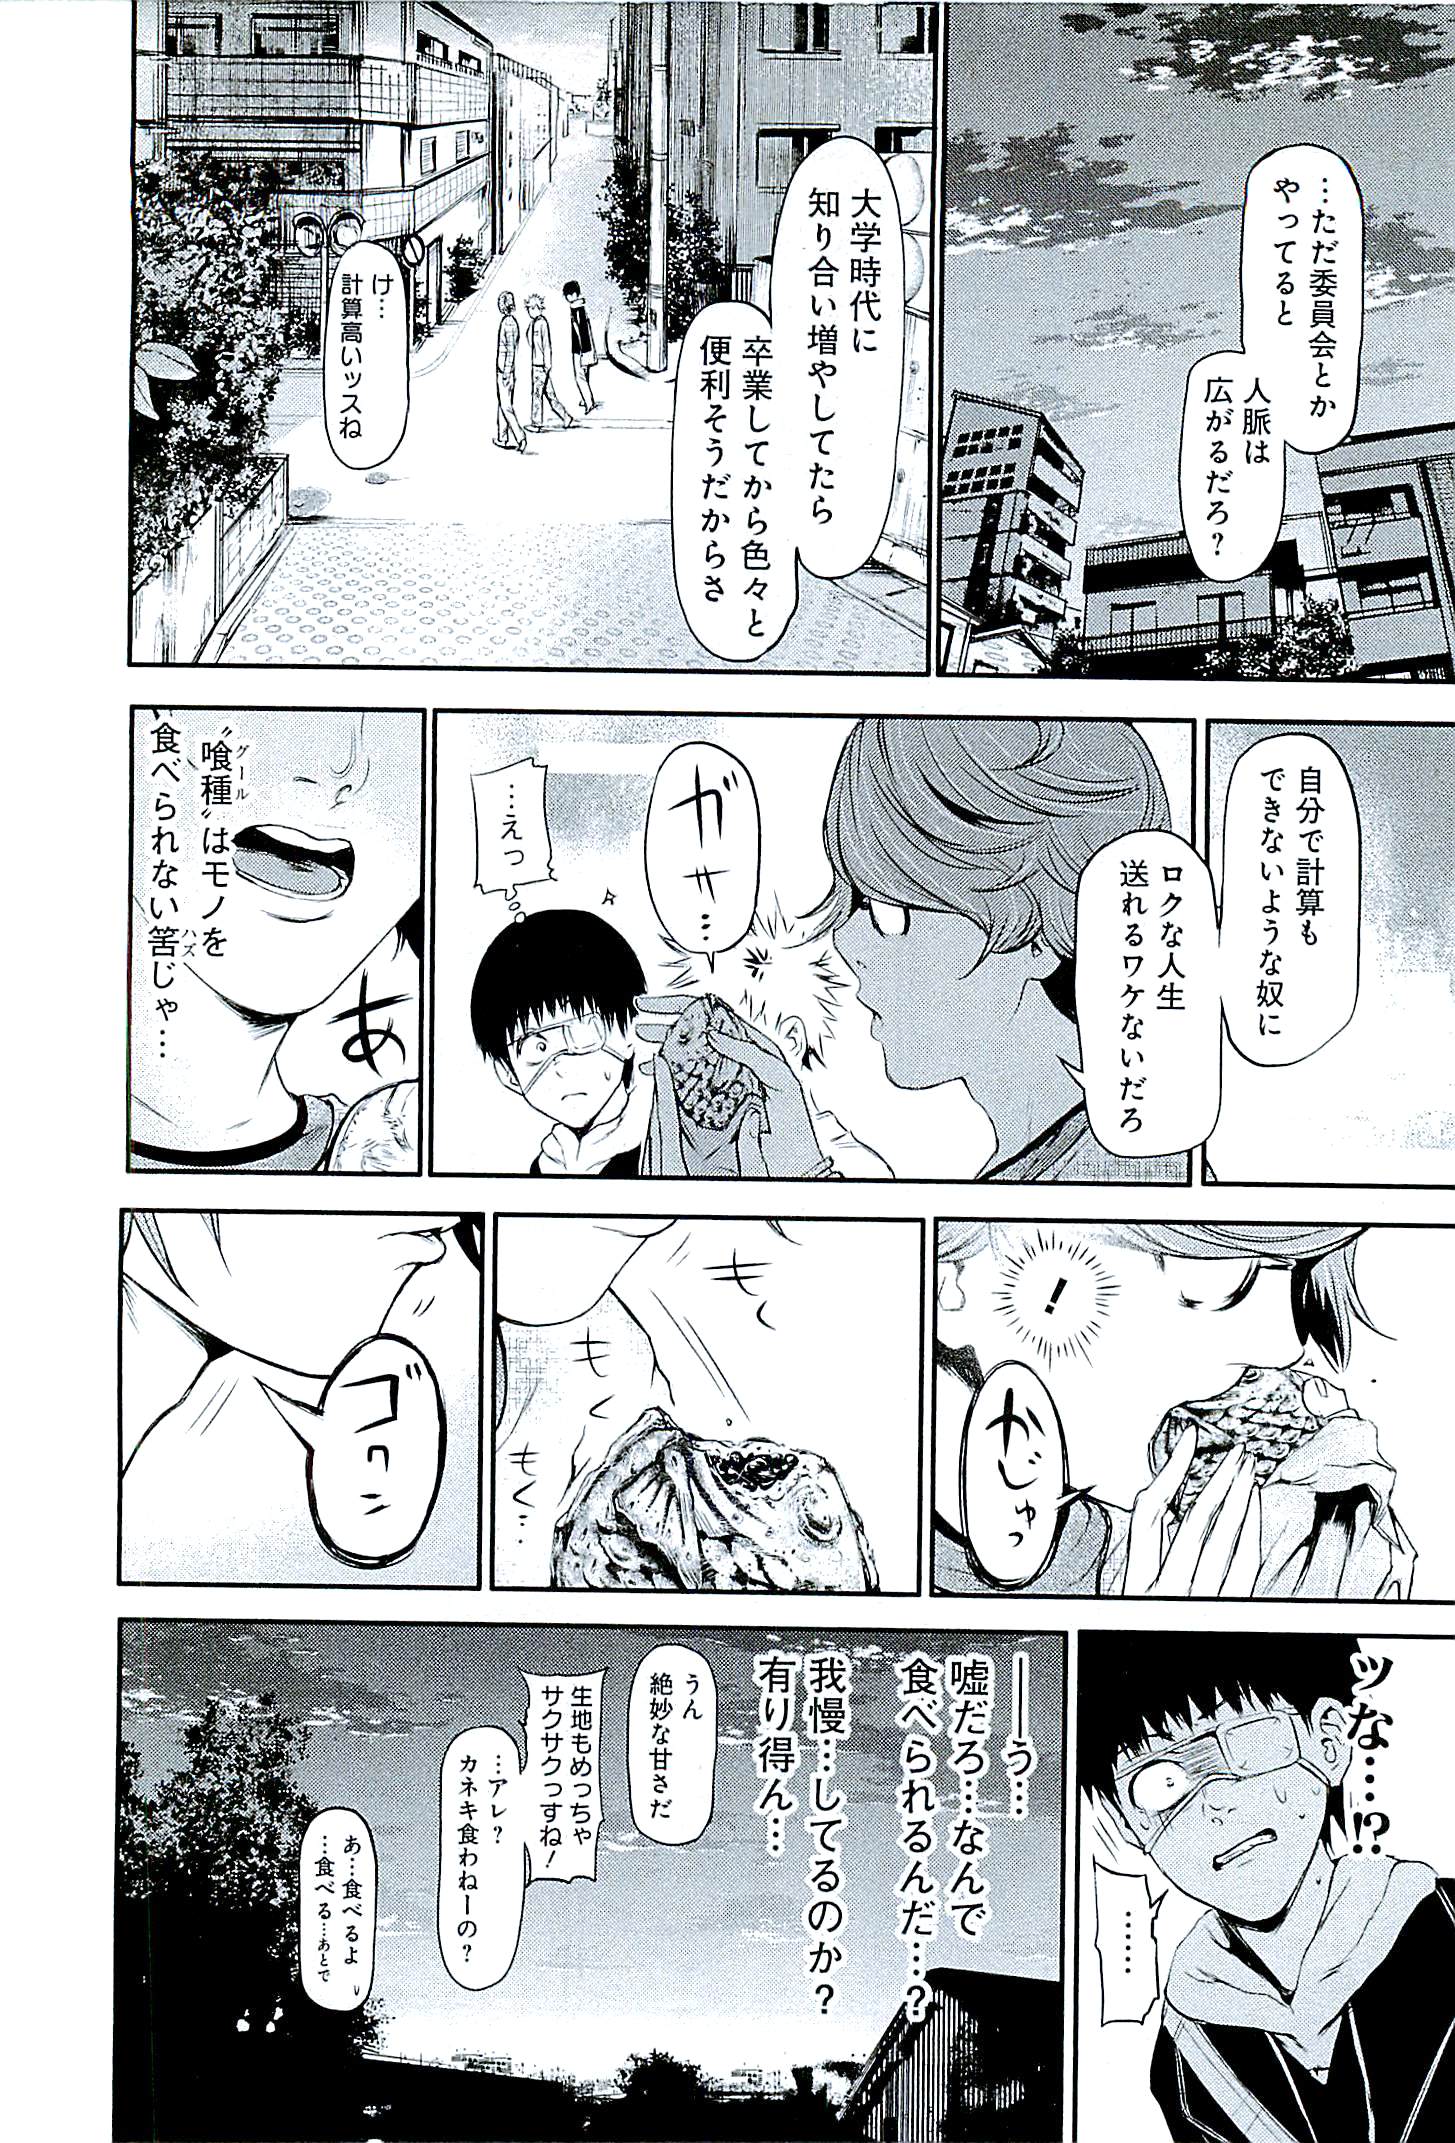 …ただ委員会とか
やってると
人脈は
広がるだろ?
大学時代に
知り合い増やしてたら
卒業してから色々と
便利そうだからさ
け…
計算高いッスね
自分で計算も
できないような奴に
ロクな人生
送れるワケないだろ
ガサ…
…えっ
〝喰種〟はモノを
グール
食べられない筈じゃ…
ハズ
あ
!
かじゅっ
もく
も
もく…
ゴクン
ツな…!?
……
――う…
嘘だろ…なんで
食べられるんだ…?
我慢…してるのか?
有り得ん…
うん
絶妙な甘さだ
生地もめっちゃ
サクサクっすね!
…アレ?
カネキ食わねーの?
あ…食べるよ
…食べる…あとで